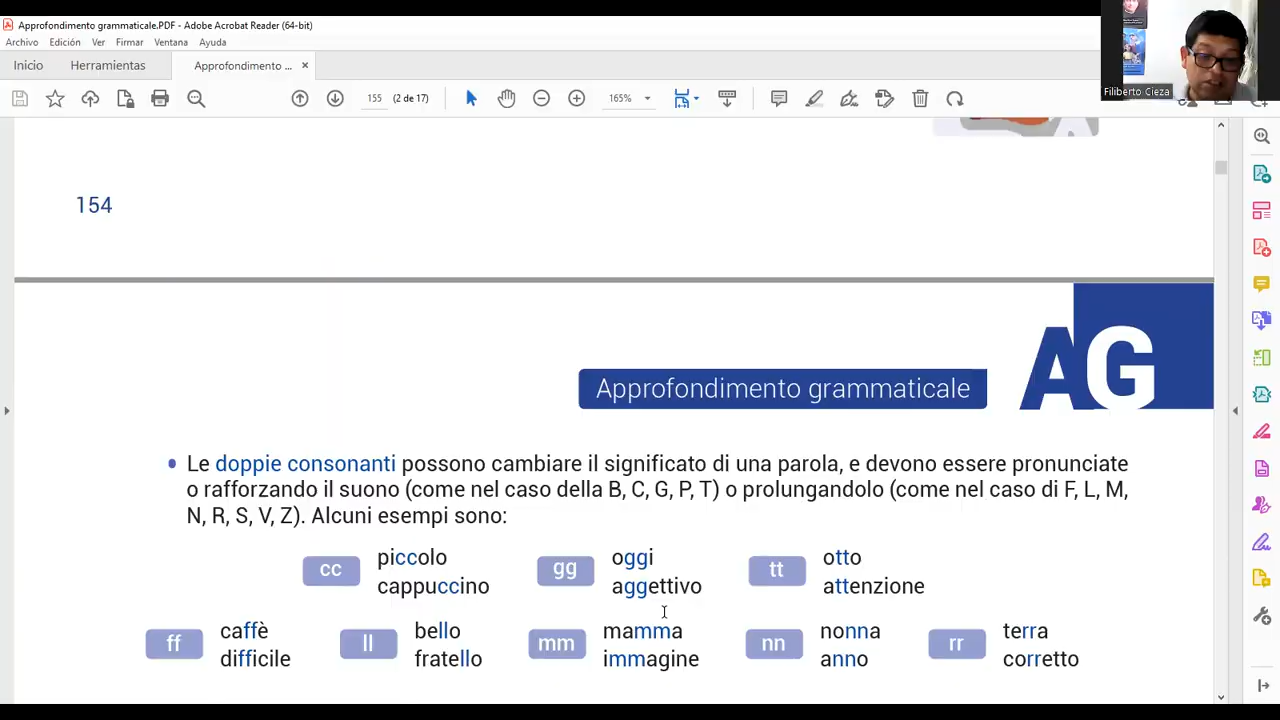 Approfondimento grammaticale.PDF - Adobe Acrobat Reader (64-bit)
Archivo Edición Ver Firmar Ventana Ayuda
Inicio Herramientas Approfondimento ... ×
155 (2 de 17) 165%
Filiberto Cieza
154
AG
Approfondimento grammaticale
• Le doppie consonanti possono cambiare il significato di una parola, e devono essere pronunciate
o rafforzando il suono (come nel caso della B, C, G, P, T) o prolungandolo (come nel caso di F, L, M,
N, R, S, V, Z). Alcuni esempi sono:
cc piccolo cappuccino
gg oggi aggettivo
tt otto attenzione
ff caffè difficile
ll bello fratello
mm mamma immagine
nn nonna anno
rr terra corretto